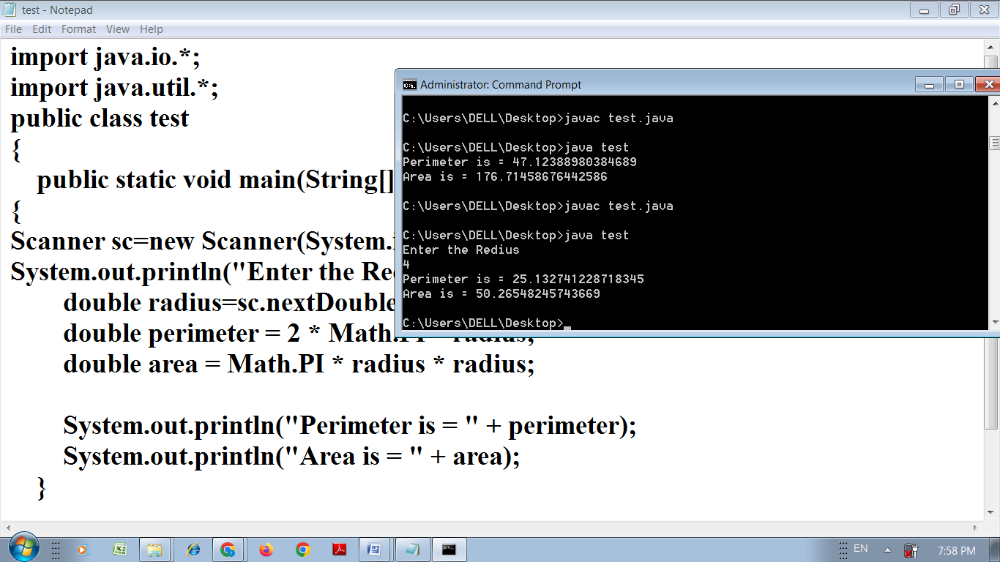 test - Notepad
File Edit Format View Help
import java.io.*;
import java.util.*;
public class test
{
public static void main(String[]
{
Scanner sc=new Scanner(System.i
System.out.println("Enter the Re
double radius=sc.nextDouble
double perimeter = 2 * Math.PI * radius;
double area = Math.PI * radius * radius;
System.out.println("Perimeter is = " + perimeter);
System.out.println("Area is = " + area);
}
Administrator: Command Prompt
C:\Users\DELL\Desktop>javac test.java
C:\Users\DELL\Desktop>java test
Perimeter is = 47.12388980384689
Area is = 176.71458676442586
C:\Users\DELL\Desktop>javac test.java
C:\Users\DELL\Desktop>java test
Enter the Redius
4
Perimeter is = 25.132741228718345
Area is = 50.26548245743669
C:\Users\DELL\Desktop>_
EN
7:58 PM